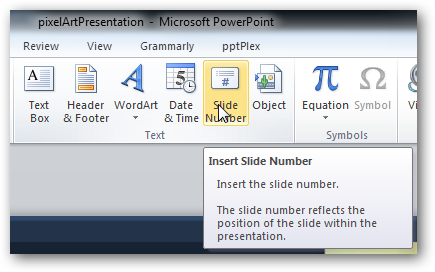 pixelArtPresentation - Microsoft PowerPoint
Review View Grammarly pptPlex
Text Box Header & Footer WordArt Date & Time Slide Number Object Equation Symbol
Text Symbols
Insert Slide Number
Insert the slide number.
The slide number reflects the
position of the slide within the
presentation.